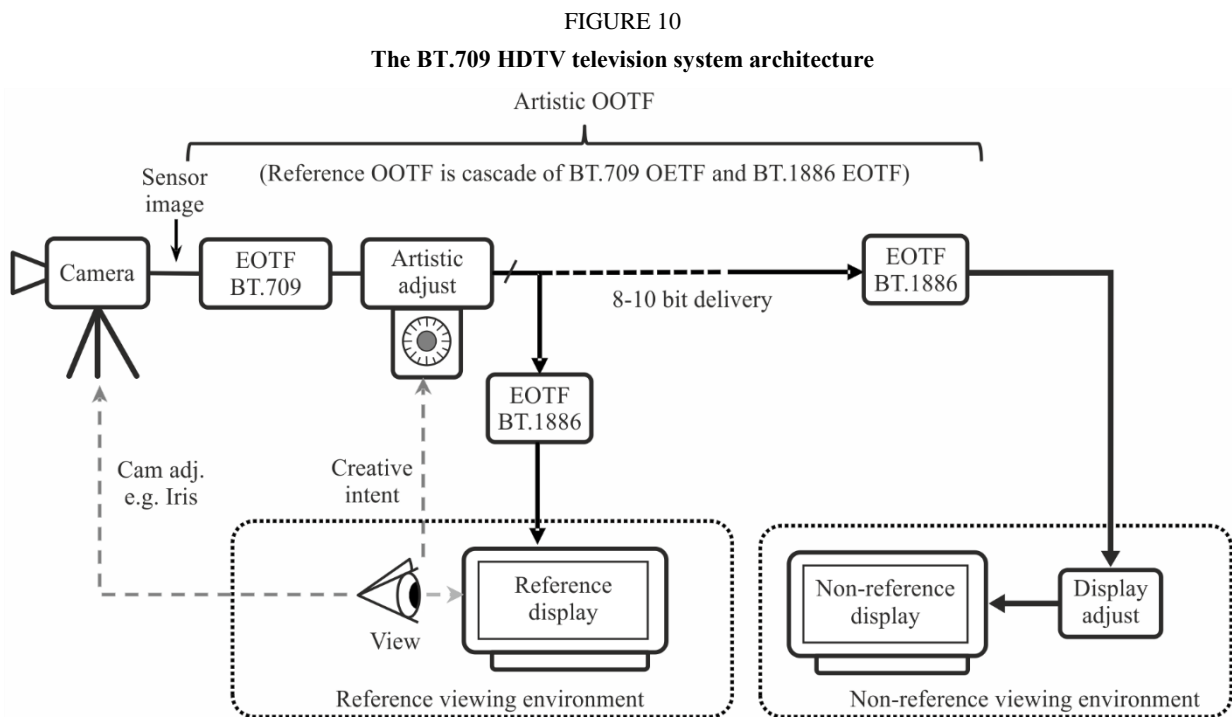 FIGURE 10
The BT.709 HDTV television system architecture
Artistic OOTF
(Reference OOTF is cascade of BT.709 OETF and BT.1886 EOTF)
Sensor
image
Camera
EOTF
BT.709
Artistic
adjust
8-10 bit delivery
EOTF
BT.1886
EOTF
BT.1886
Cam adj.
e.g. Iris
Creative
intent
View
Reference
display
Reference viewing environment
Non-reference
display
Display
adjust
Non-reference viewing environment